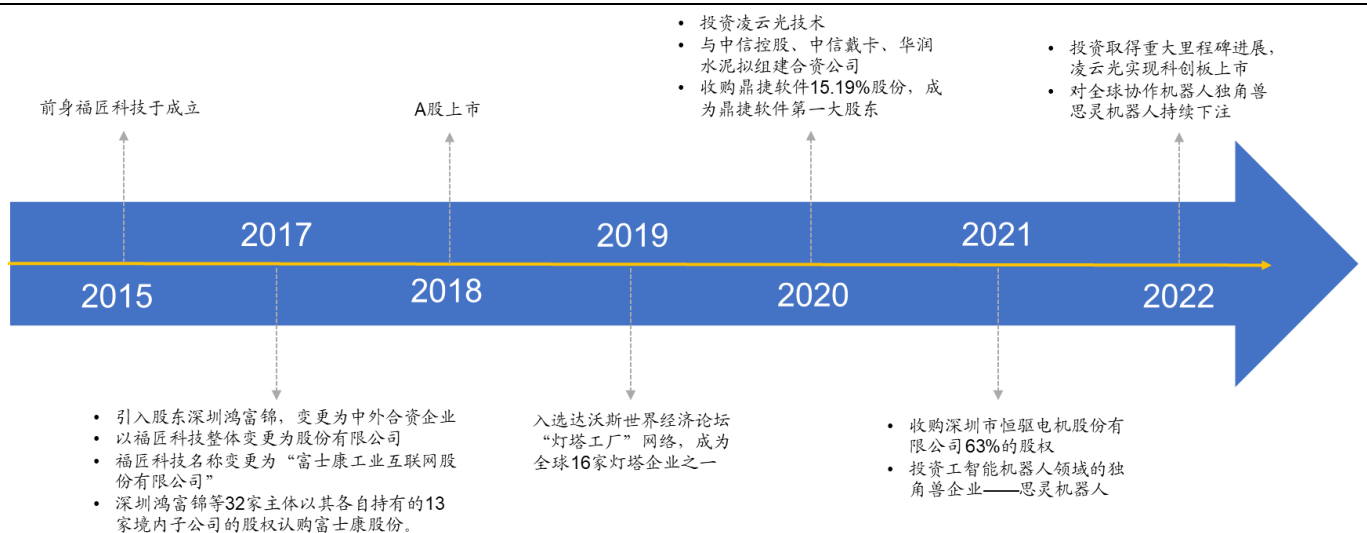 前身福匠科技于成立
A股上市
• 投资凌云光技术
• 与中信控股、中信戴卡、华润
水泥拟组建合资公司
• 收购鼎捷软件15.19%股份，成
为鼎捷软件第一大股东
• 投资取得重大里程碑进展，
凌云光实现科创板上市
• 对全球协作机器人独角兽
思灵机器人持续下注
2017
2019
2021
2015
2018
2020
2022
• 引入股东深圳鸿富锦，变更为中外合资企业
• 以福匠科技整体变更为股份有限公司
• 福匠科技名称变更为“富士康工业互联网股
份有限公司”
• 深圳鸿富锦等32家主体以其各自持有的13
家境内子公司的股权认购富士康股份。
入选达沃斯世界经济论坛
“灯塔工厂”网络，成为
全球16家灯塔企业之一
• 收购深圳市恒驱电机股份有
限公司63%的股权
• 投资工智能机器人领域的独
角兽企业——思灵机器人